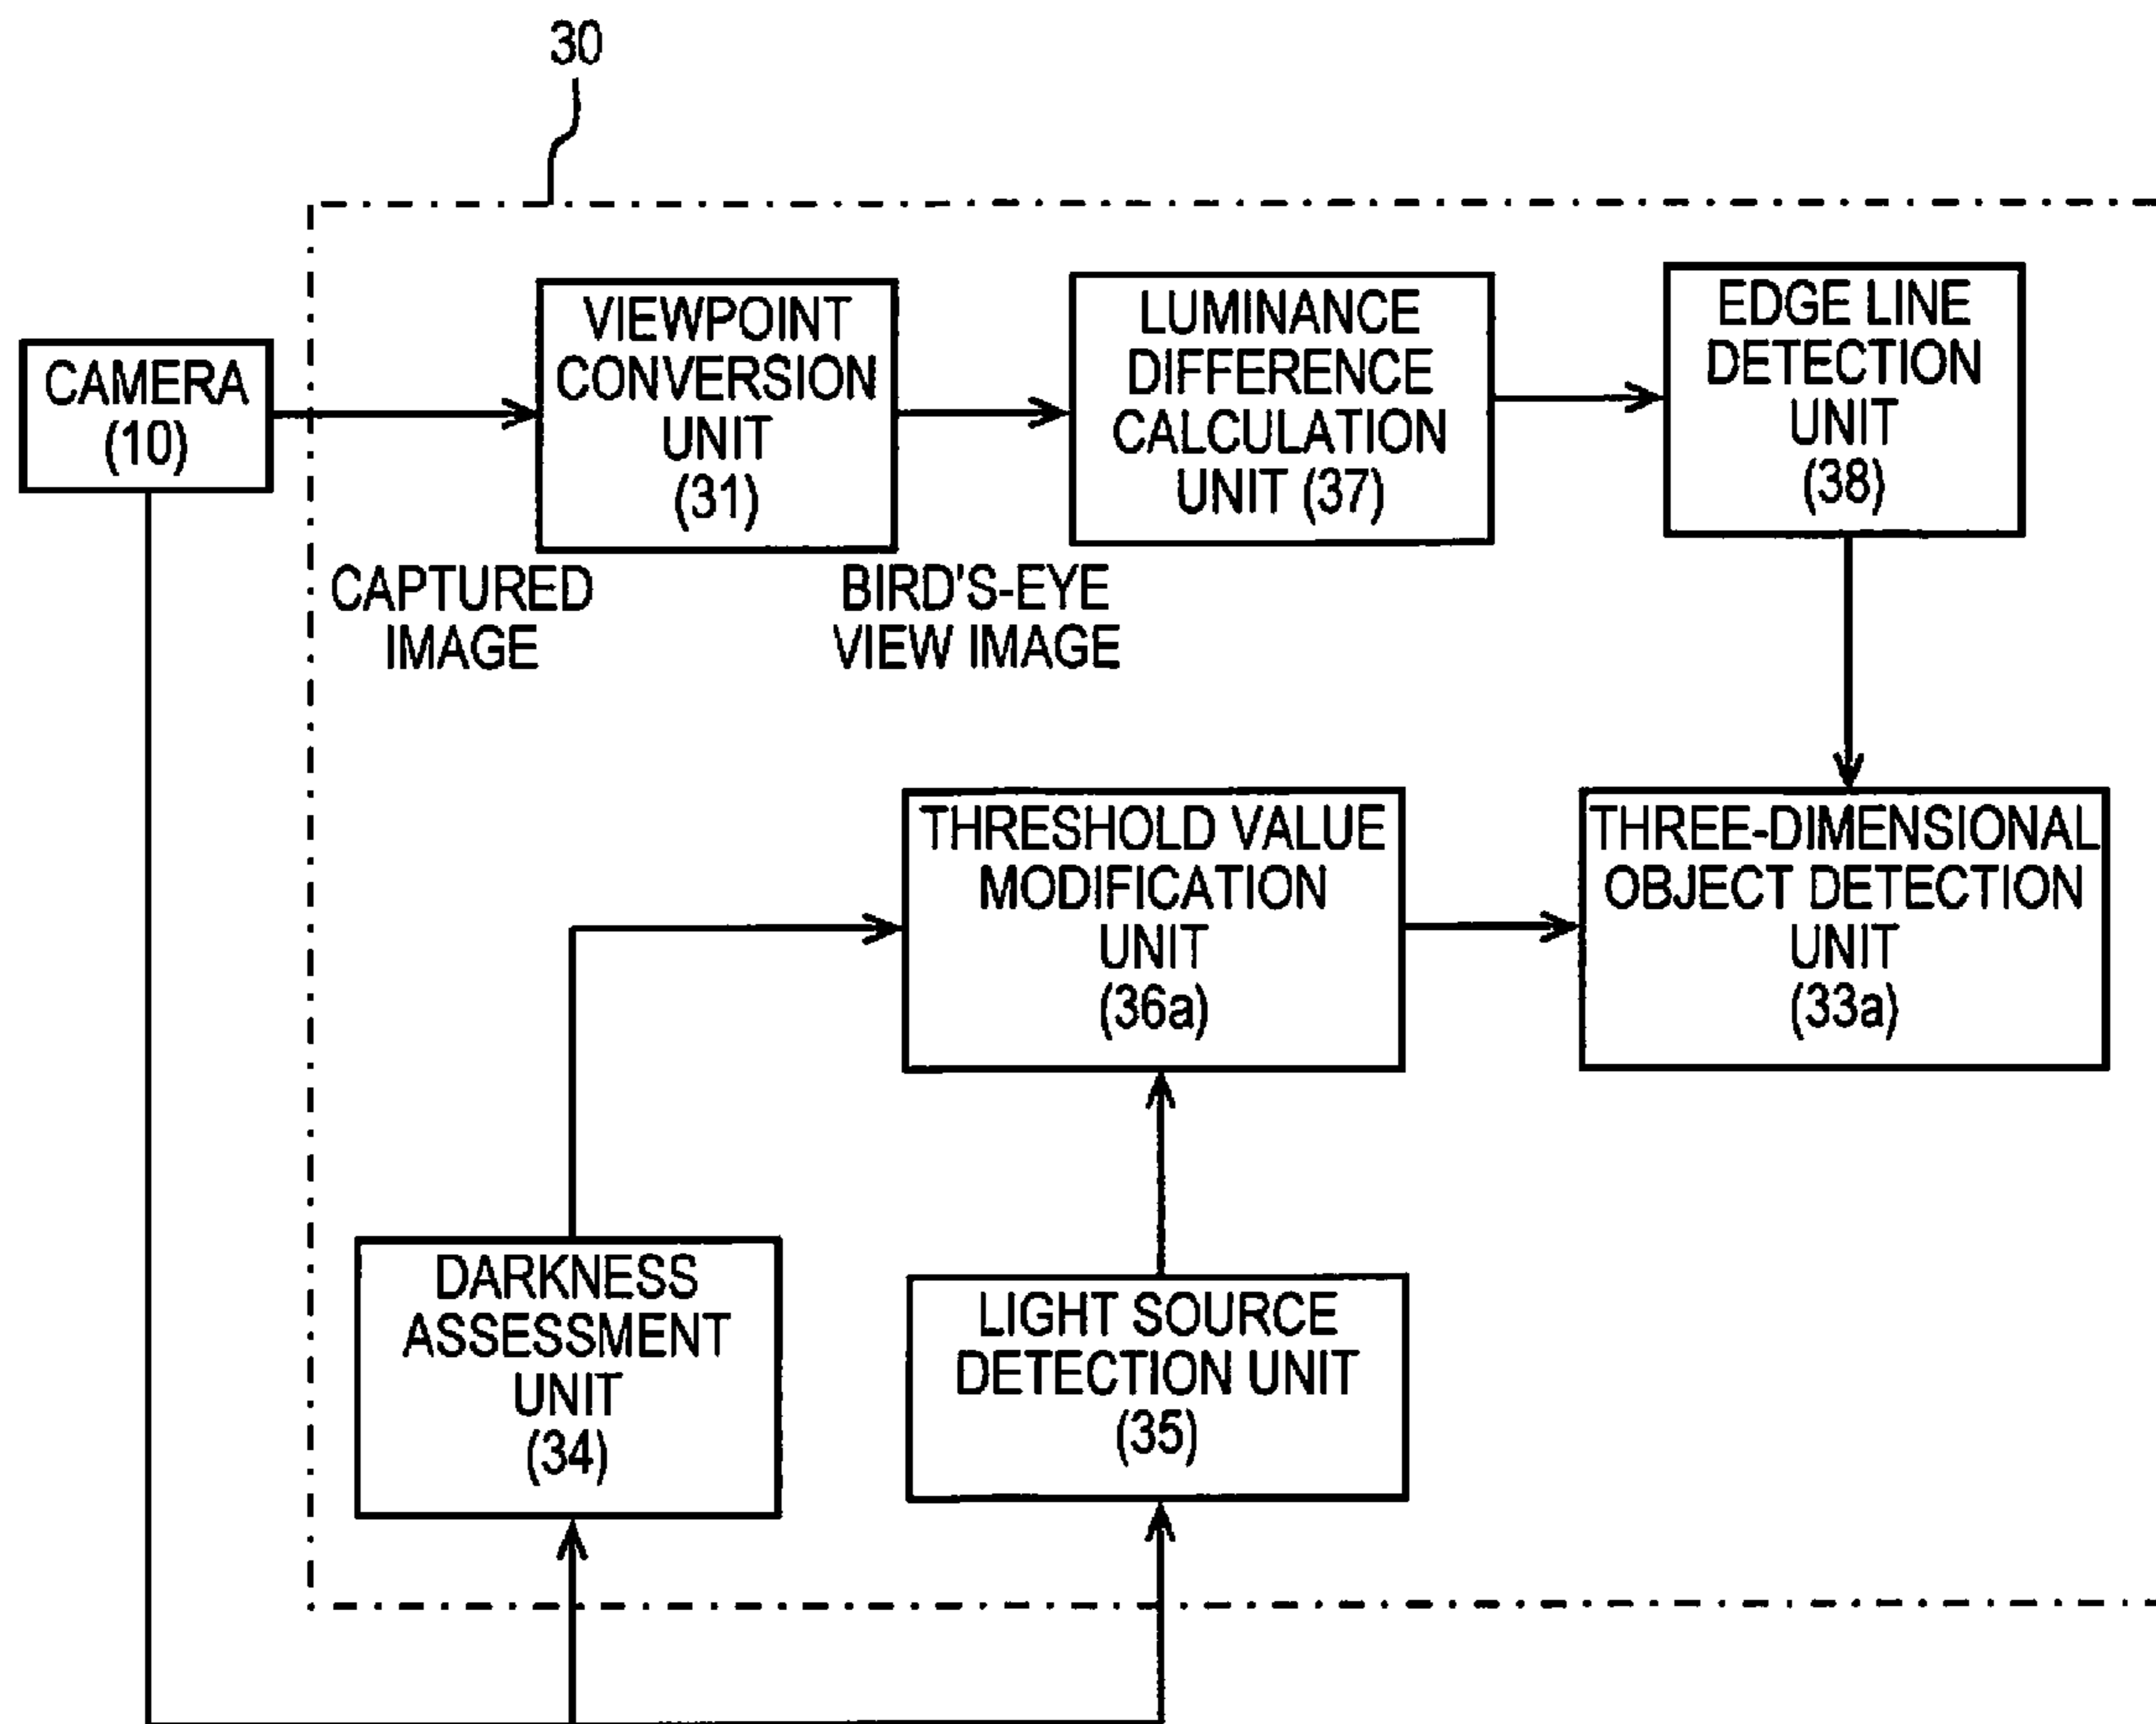 30
CAMERA
(10)
VIEWPOINT
CONVERSION
UNIT
(31)
LUMINANCE
DIFFERENCE
CALCULATION
UNIT (37)
EDGE LINE
DETECTION
UNIT
(38)
CAPTURED
IMAGE
BIRD'S-EYE
VIEW IMAGE
THRESHOLD VALUE
MODIFICATION
UNIT
(36a)
THREE-DIMENSIONAL
OBJECT DETECTION
UNIT
(33a)
DARKNESS
ASSESSMENT
UNIT
(34)
LIGHT SOURCE
DETECTION UNIT
(35)